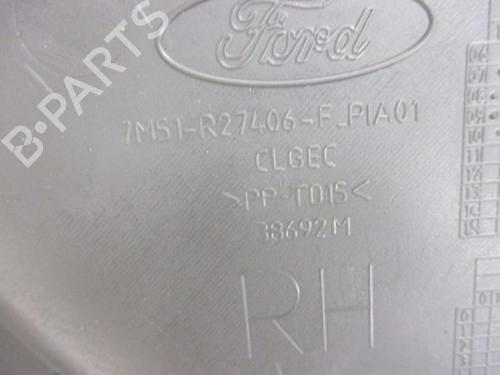 Ford
7M51-R27406-F_PIA01
CLGEC
>PP-TD15<
38692M
RH
B-PARTS